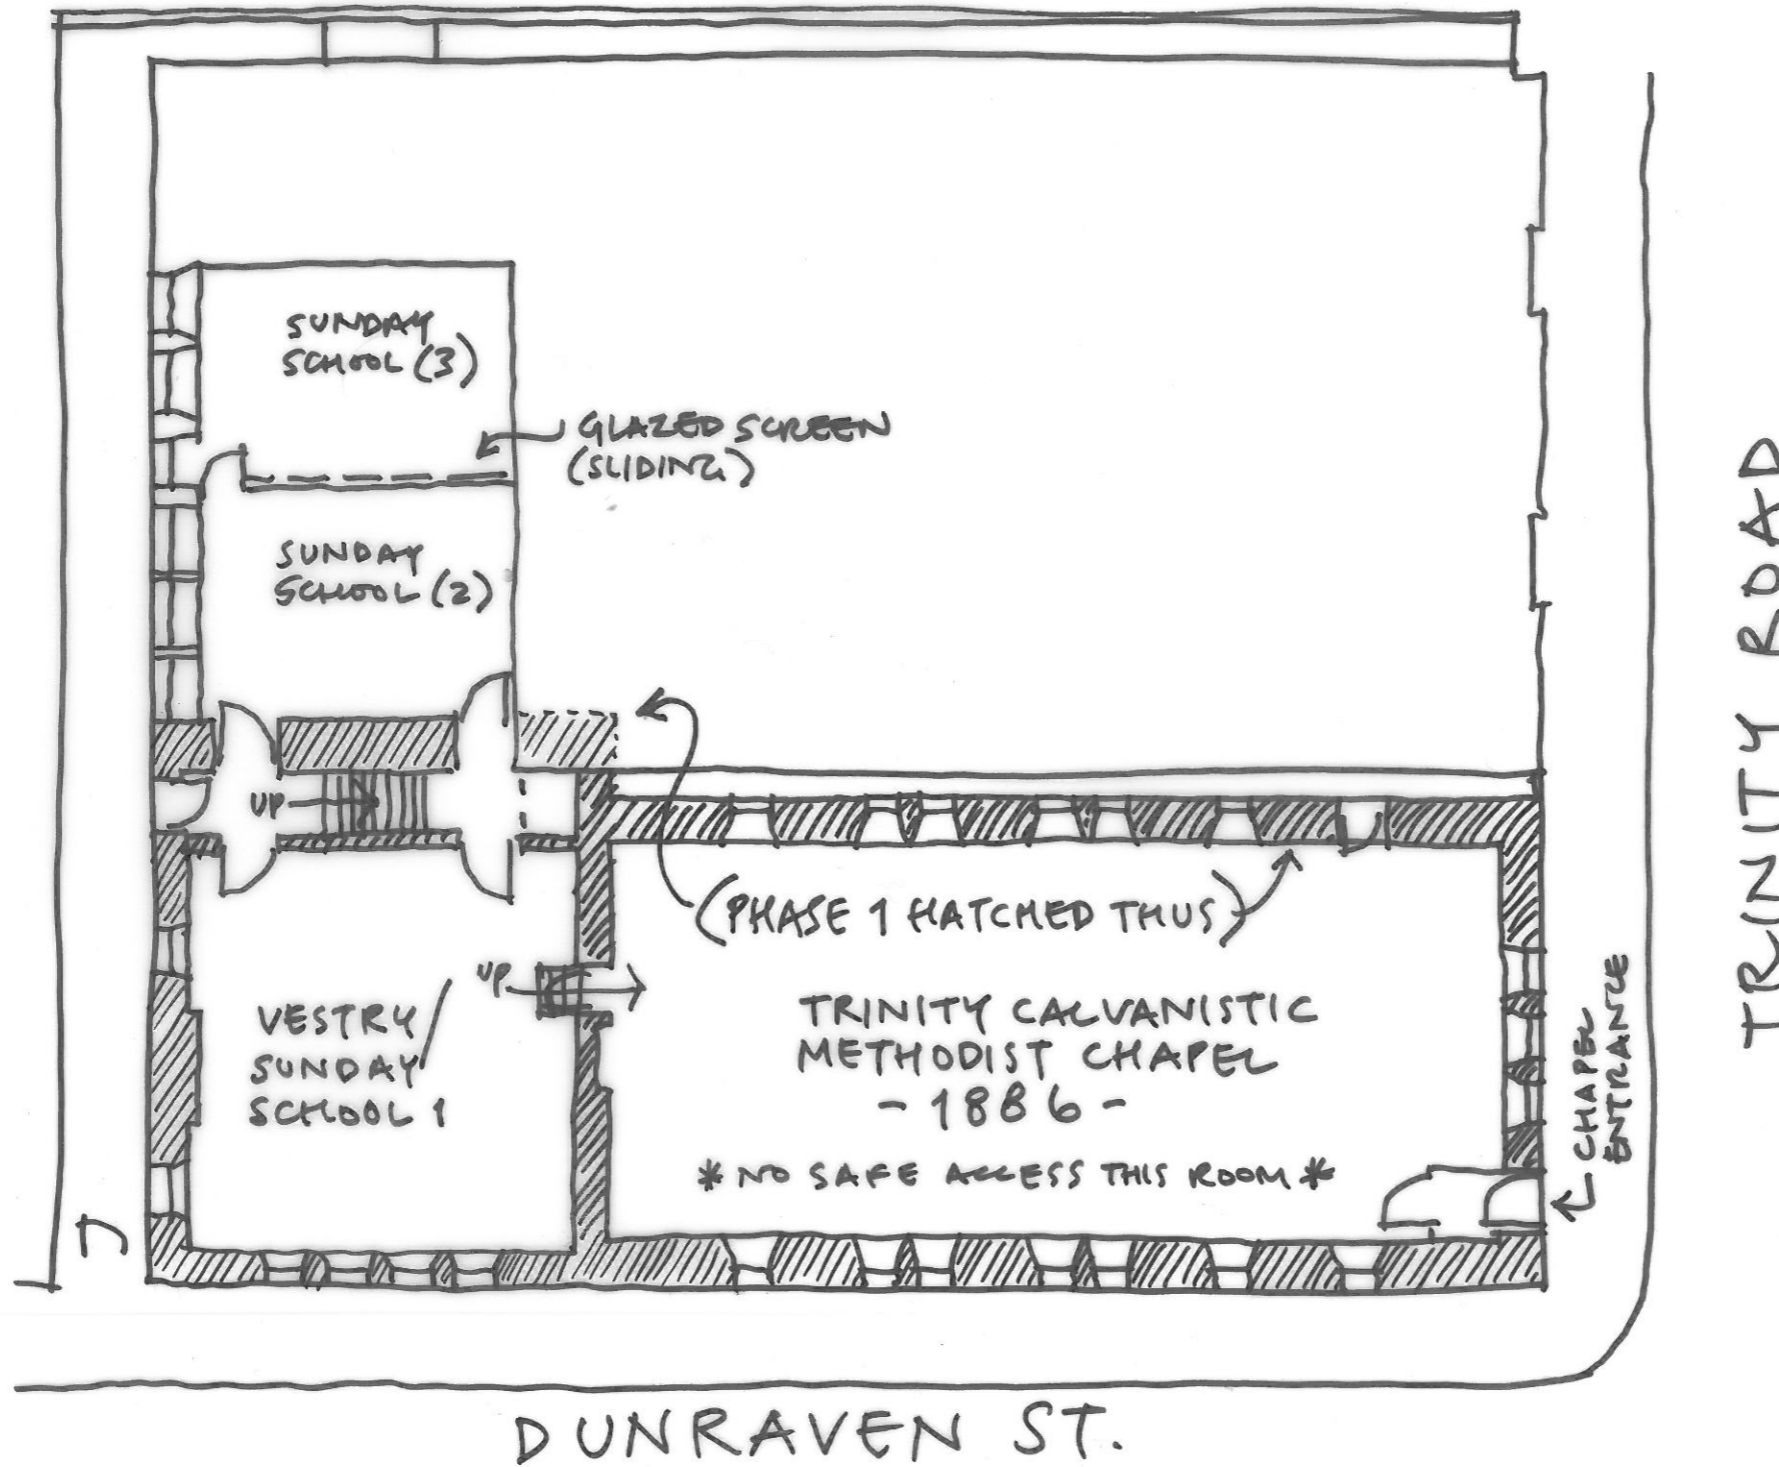 SUNDAY
SCHOOL (3)
GLAZED SCREEN
(SLIDING)
SUNDAY
SCHOOL (2)
UP
(PHASE 1 HATCHED THUS)
UP
VESTRY/
SUNDAY
SCHOOL 1
TRINITY CALVANISTIC
METHODIST CHAPEL
- 1886 -
* NO SAFE ACCESS THIS ROOM *
CHAPEL
ENTRANCE
TRINITY ROAD
DUNRAVEN ST.